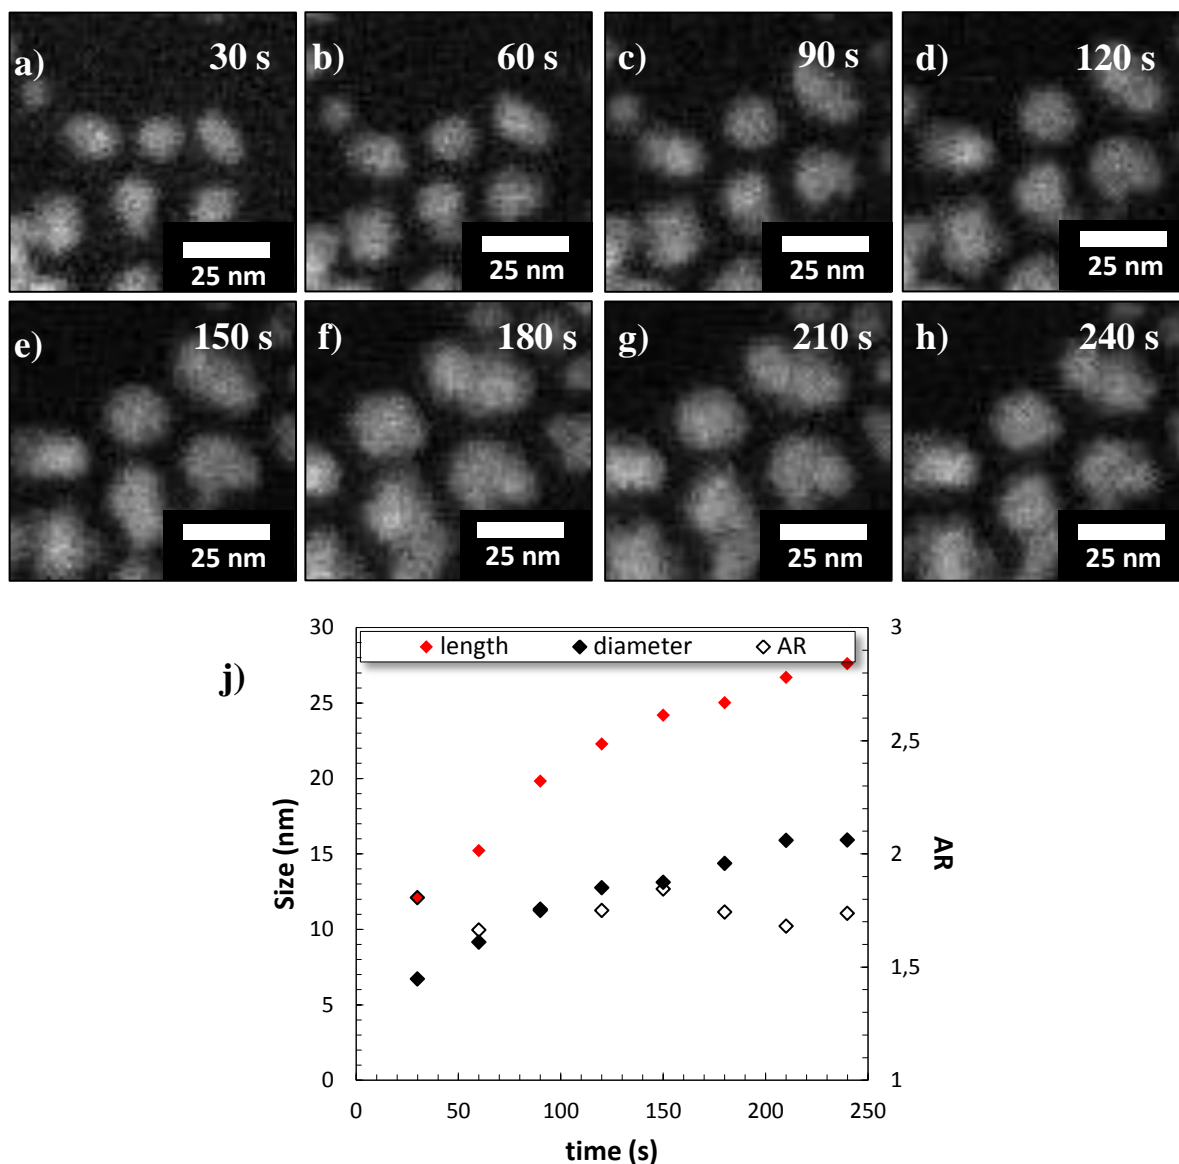 a) 30 s
25 nm
b) 60 s
25 nm
c) 90 s
25 nm
d) 120 s
25 nm
e) 150 s
25 nm
f) 180 s
25 nm
g) 210 s
25 nm
h) 240 s
25 nm
j)
length diameter AR
30
25
20
15
10
5
0
Size (nm)
3
2,5
2
1,5
1
AR
0 50 100 150 200 250
time (s)